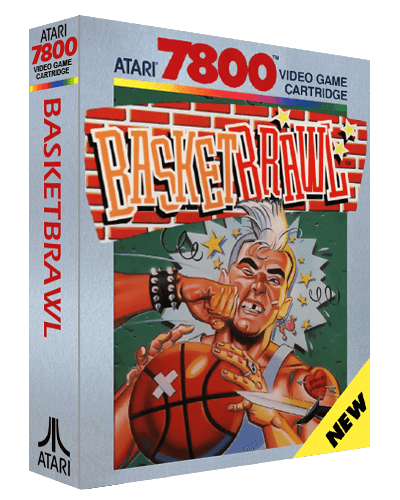 ATARI
7800
VIDEO GAME
CARTRIDGE
BASKETBRAWL
ATARI
ATARI 7800™ VIDEO GAME
CARTRIDGE
BASKETBRAWL
NEW